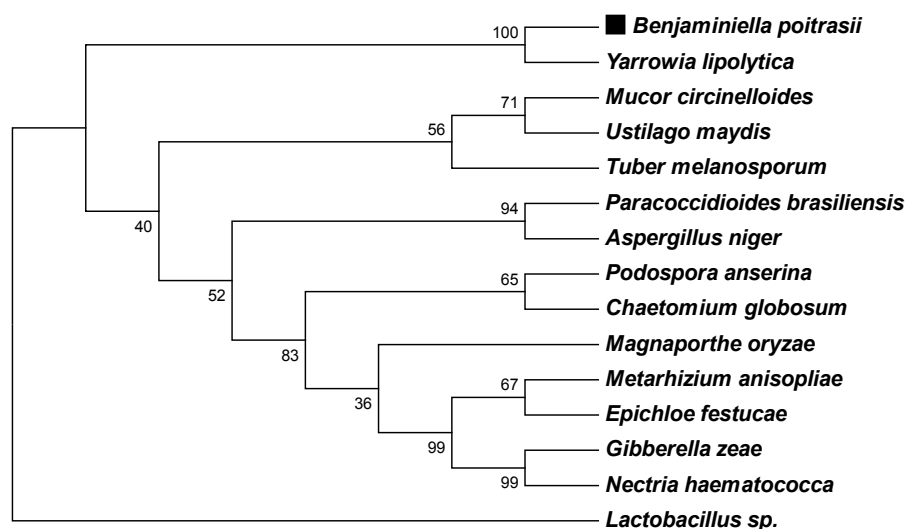 100
Benjaminiella poitrasii
Yarrowia lipolytica
71
Mucor circinelloides
56
Ustilago maydis
Tuber melanosporum
94
Paracoccidioides brasiliensis
40
Aspergillus niger
65
Podospora anserina
52
Chaetomium globosum
83
Magnaporthe oryzae
67
Metarhizium anisopliae
36
Epichloe festucae
99
Gibberella zeae
99
Nectria haematococca
Lactobacillus sp.